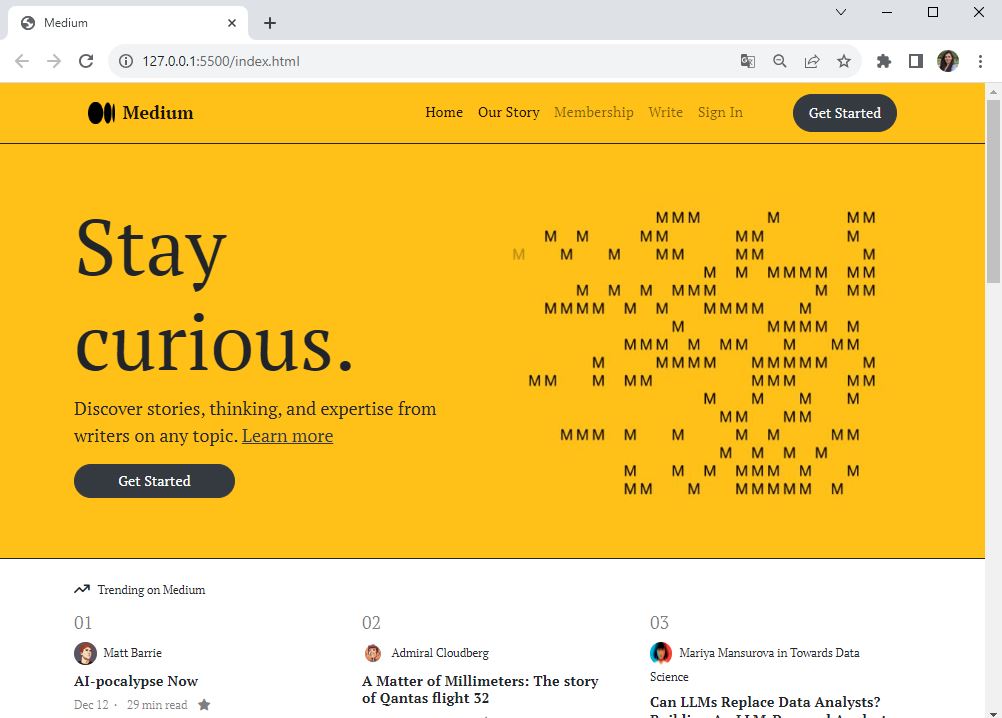 Medium
127.0.0.1:5500/index.html
Medium
Home Our Story Membership Write Sign In Get Started
Stay
curious.
Discover stories, thinking, and expertise from
writers on any topic. Learn more
Get Started
M M M M M M
M M M M M M M
M M M M M M M M
M M M M M M M M
M M M M M M M M M
M M M M M M M M M M M
M M M M M M
M M M M M M M M M
M M M M M M M M M M M
M M M M M M M M M M
M M M M
M M M M
M M M M M M M M M
M M M M
M M M M M M M M
M M M M M M M M M
Trending on Medium
01
Matt Barrie
AI-pocalypse Now
Dec 12 · 29 min read
02
Admiral Cloudberg
A Matter of Millimeters: The story
of Qantas flight 32
03
Mariya Mansurova in Towards Data
Science
Can LLMs Replace Data Analysts?